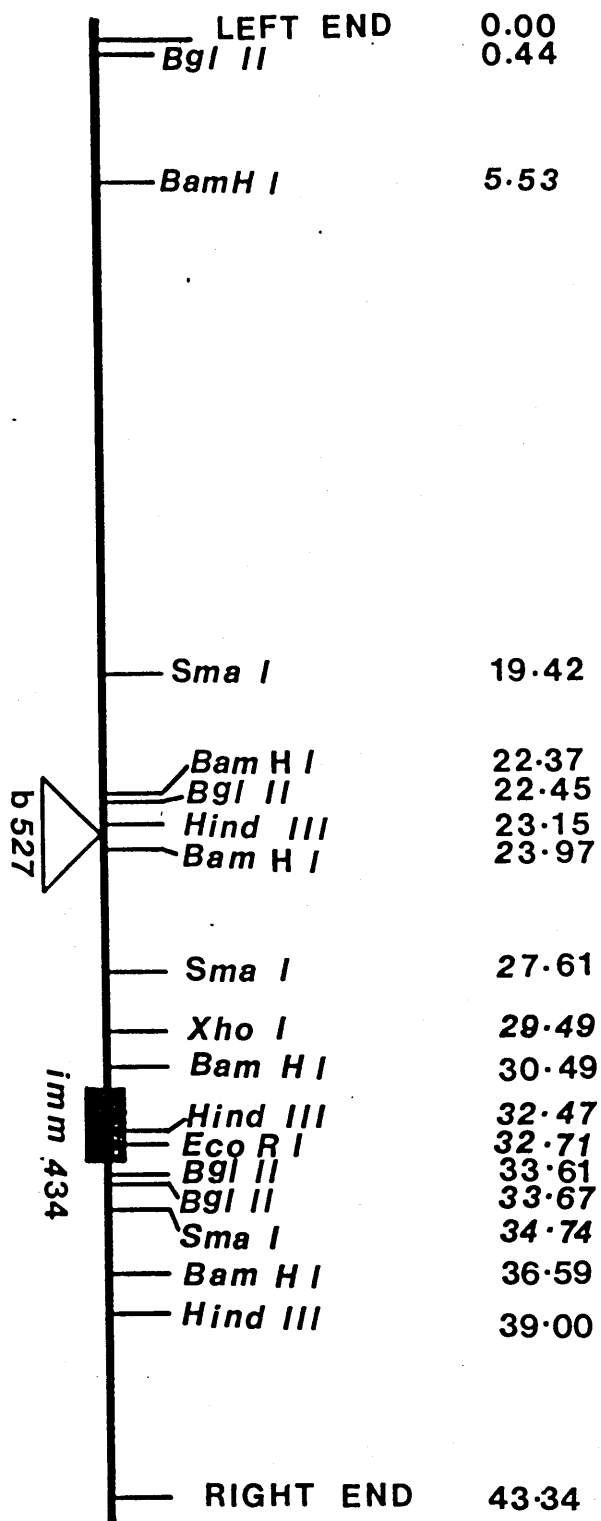 LEFT END 0.00
Bgl II 0.44
BamH I 5.53
Sma I 19.42
Bam H I 22.37
Bgl II 22.45
Hind III 23.15
Bam H I 23.97
b 527
Sma I 27.61
Xho I 29.49
Bam H I 30.49
imm 434
Hind III 32.47
Eco R I 32.71
Bgl II 33.61
Bgl II 33.67
Sma I 34.74
Bam H I 36.59
Hind III 39.00
RIGHT END 43.34